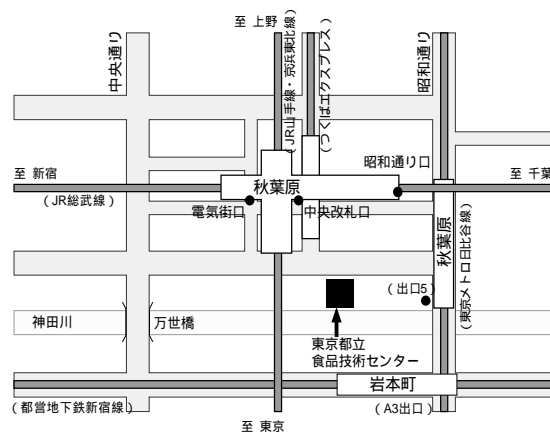 至 上野
中央通り
(JR山手線・京浜東北線)
(つくばエクスプレス)
昭和通り
昭和通り口
至 新宿
秋葉原
至 千葉
(JR総武線)
電気街口
中央改札口
秋葉原
(東京メトロ日比谷線)
(出口5)
神田川
万世橋
東京都立
食品技術センター
岩本町
(都営地下鉄新宿線)
至 東京
(A3出口)